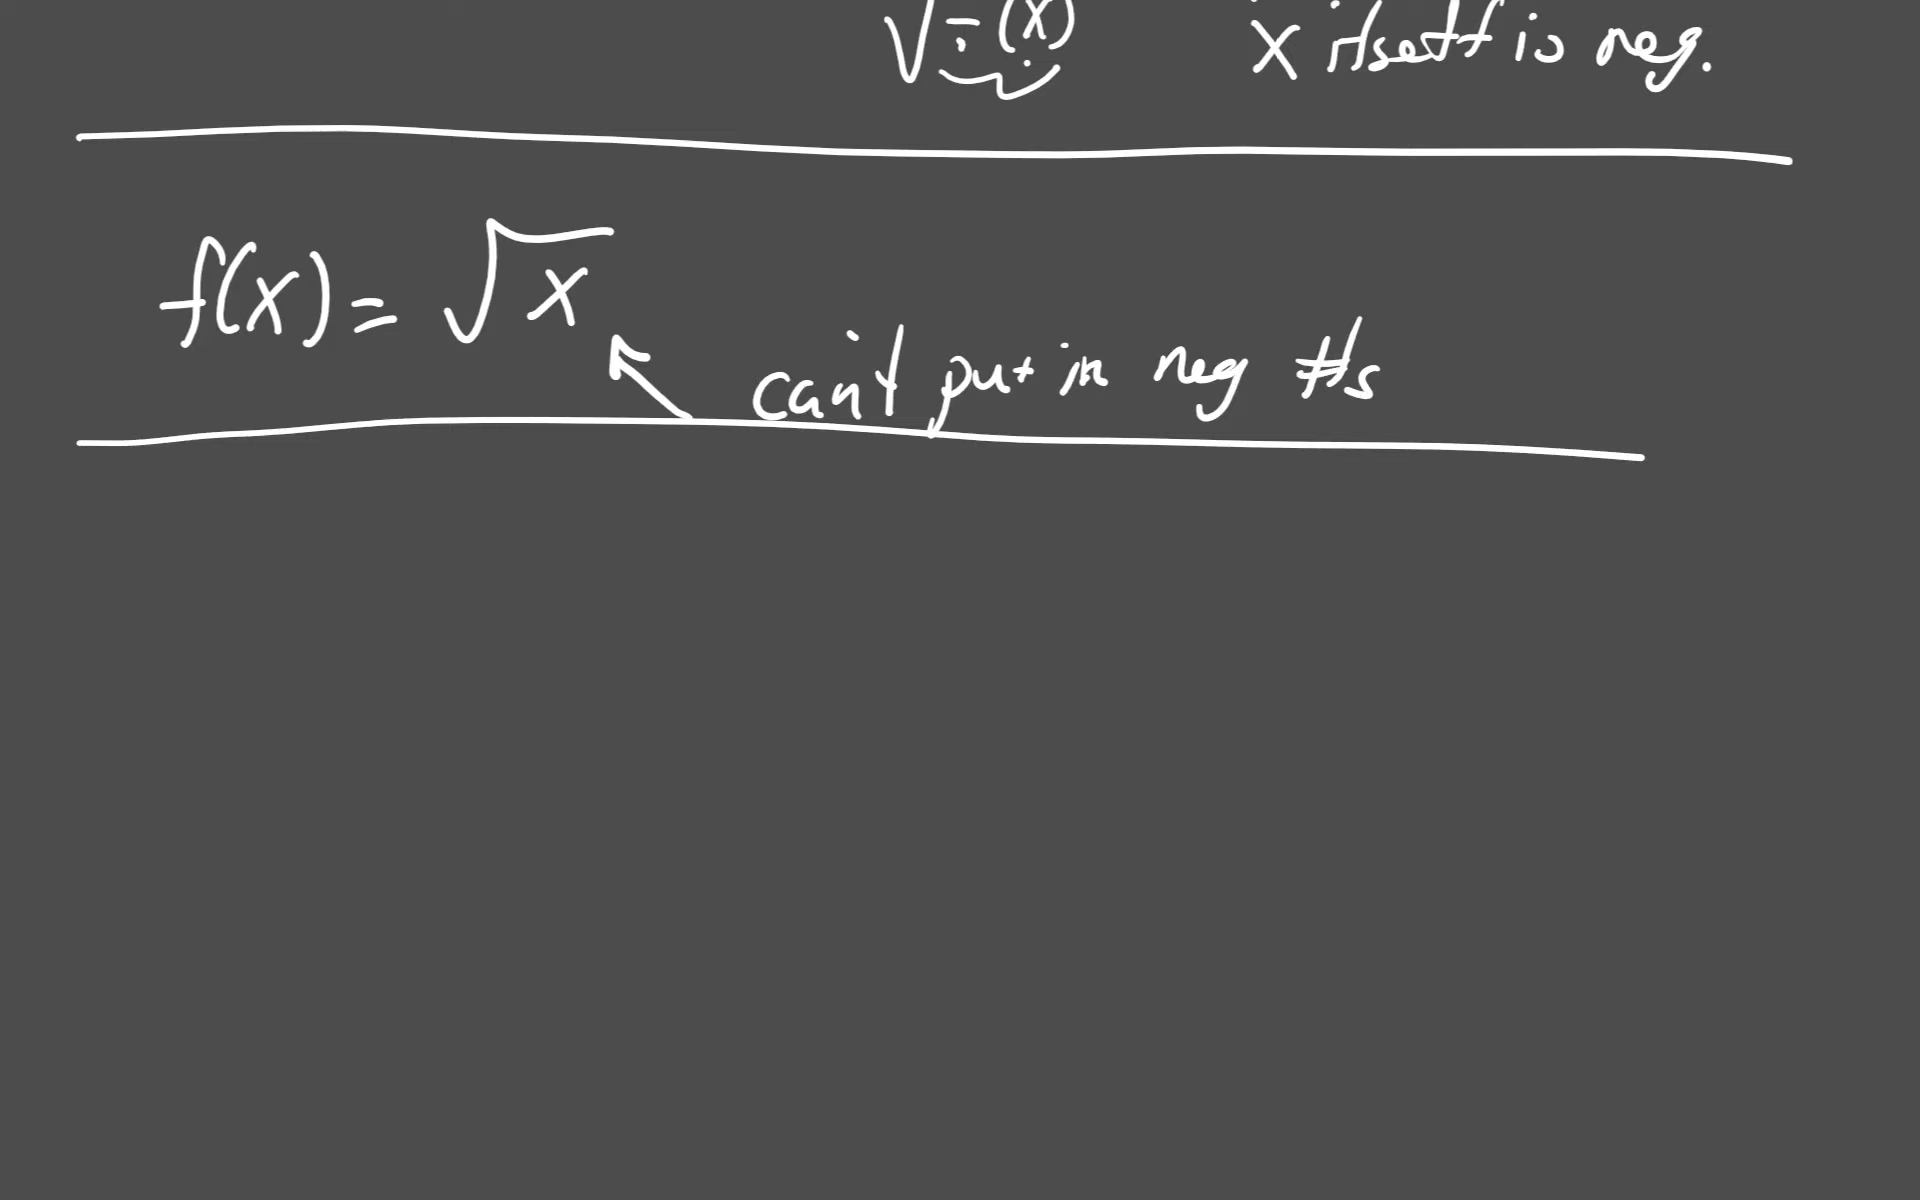 √-(x) x itself is neg.
f(x) = √x
can't put in neg #s